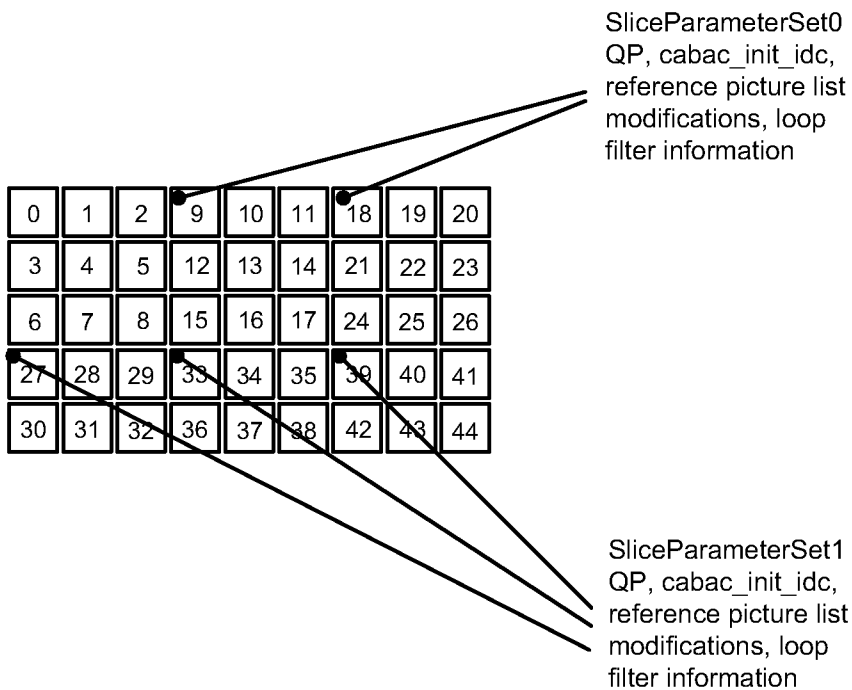 SliceParameterSet0
QP, cabac_init_idc,
reference picture list
modifications, loop
filter information
0 1 2 9 10 11 18 19 20
3 4 5 12 13 14 21 22 23
6 7 8 15 16 17 24 25 26
27 28 29 33 34 35 39 40 41
30 31 32 36 37 38 42 43 44
SliceParameterSet1
QP, cabac_init_idc,
reference picture list
modifications, loop
filter information